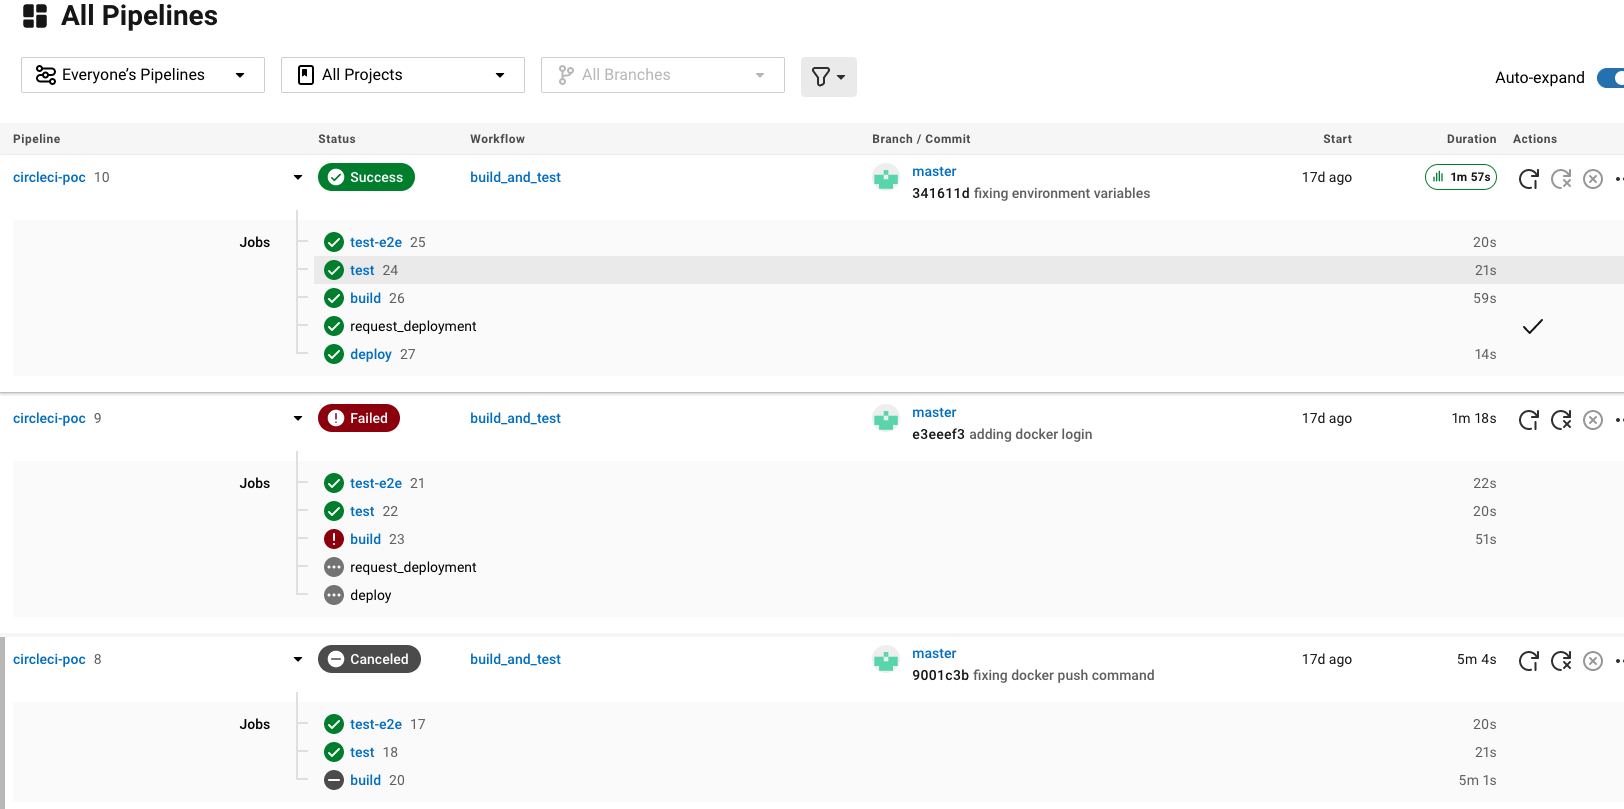 All Pipelines
Everyone's Pipelines All Projects All Branches Auto-expand
Pipeline Status Workflow Branch / Commit Start Duration Actions
circleci-poc 10 Success build_and_test master 17d ago 1m 57s
341611d fixing environment variables
Jobs test-e2e 25 20s
test 24 21s
build 26 59s
request_deployment
deploy 27 14s
circleci-poc 9 Failed build_and_test master 17d ago 1m 18s
e3eeef3 adding docker login
Jobs test-e2e 21 22s
test 22 20s
build 23 51s
request_deployment
deploy
circleci-poc 8 Canceled build_and_test master 17d ago 5m 4s
9001c3b fixing docker push command
Jobs test-e2e 17 20s
test 18 21s
build 20 5m 1s